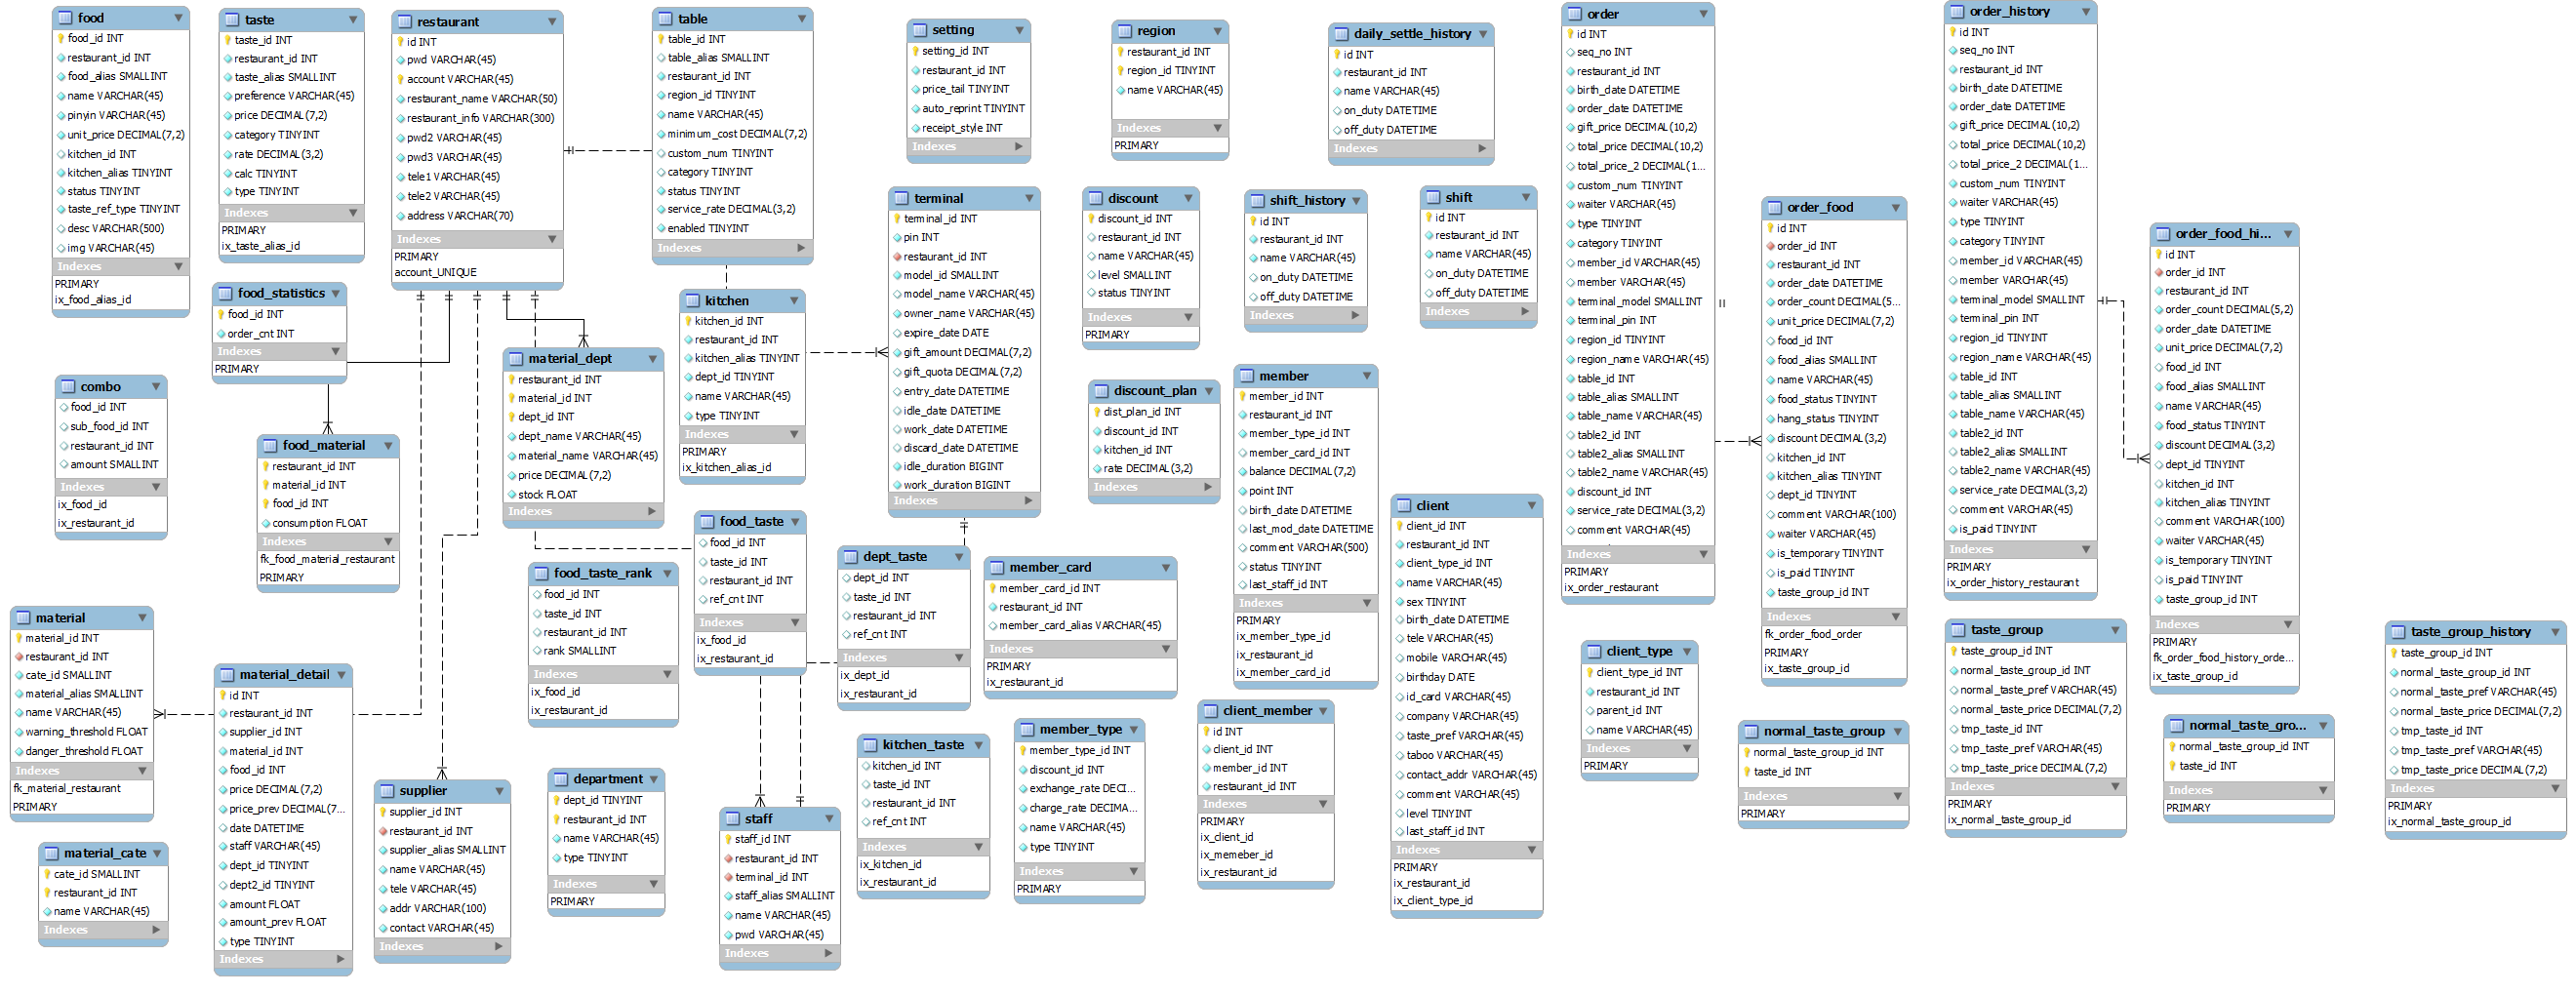 food
food_id INT
restaurant_id INT
food_alias SMALLINT
name VARCHAR(45)
pinyin VARCHAR(45)
unit_price DECIMAL(7,2)
kitchen_id INT
kitchen_alias TINYINT
status TINYINT
taste_ref_type TINYINT
desc VARCHAR(500)
img VARCHAR(45)
Indexes
PRIMARY
ix_food_alias_id
taste
taste_id INT
restaurant_id INT
taste_alias SMALLINT
preference VARCHAR(45)
price DECIMAL(7,2)
category TINYINT
rate DECIMAL(3,2)
calc TINYINT
type TINYINT
Indexes
PRIMARY
ix_taste_alias_id
restaurant
id INT
pwd VARCHAR(45)
account VARCHAR(45)
restaurant_name VARCHAR(50)
restaurant_info VARCHAR(300)
pwd2 VARCHAR(45)
pwd3 VARCHAR(45)
tele1 VARCHAR(45)
tele2 VARCHAR(45)
address VARCHAR(70)
Indexes
PRIMARY
account_UNIQUE
table
table_id INT
table_alias SMALLINT
restaurant_id INT
region_id TINYINT
name VARCHAR(45)
minimum_cost DECIMAL(7,2)
custom_num TINYINT
category TINYINT
status TINYINT
service_rate DECIMAL(3,2)
enabled TINYINT
Indexes
setting
setting_id INT
restaurant_id INT
price_tail TINYINT
auto_reprint TINYINT
receipt_style INT
Indexes
region
restaurant_id INT
region_id TINYINT
name VARCHAR(45)
Indexes
PRIMARY
daily_settle_history
id INT
restaurant_id INT
name VARCHAR(45)
on_duty DATETIME
off_duty DATETIME
Indexes
order
id INT
seq_no INT
restaurant_id INT
birth_date DATETIME
order_date DATETIME
gift_price DECIMAL(10,2)
total_price DECIMAL(10,2)
total_price_2 DECIMAL(1...
custom_num TINYINT
waiter VARCHAR(45)
type TINYINT
category TINYINT
member_id VARCHAR(45)
member VARCHAR(45)
terminal_model SMALLINT
terminal_pin INT
region_id TINYINT
region_name VARCHAR(45)
table_id INT
table_alias SMALLINT
table_name VARCHAR(45)
table2_id INT
table2_alias SMALLINT
table2_name VARCHAR(45)
discount_id INT
service_rate DECIMAL(3,2)
comment VARCHAR(45)
Indexes
PRIMARY
ix_order_restaurant
order_history
id INT
seq_no INT
restaurant_id INT
birth_date DATETIME
order_date DATETIME
gift_price DECIMAL(10,2)
total_price DECIMAL(10,2)
total_price_2 DECIMAL(1...
custom_num TINYINT
waiter VARCHAR(45)
type TINYINT
category TINYINT
member_id VARCHAR(45)
member VARCHAR(45)
terminal_model SMALLINT
terminal_pin INT
region_id TINYINT
region_name VARCHAR(45)
table_id INT
table_alias SMALLINT
table_name VARCHAR(45)
table2_id INT
table2_alias SMALLINT
table2_name VARCHAR(45)
service_rate DECIMAL(3,2)
comment VARCHAR(45)
is_paid TINYINT
Indexes
PRIMARY
ix_order_history_restaurant
terminal
terminal_id INT
pin INT
restaurant_id INT
model_id SMALLINT
model_name VARCHAR(45)
owner_name VARCHAR(45)
expire_date DATE
gift_amount DECIMAL(7,2)
gift_quota DECIMAL(7,2)
entry_date DATETIME
idle_date DATETIME
work_date DATETIME
discard_date DATETIME
idle_duration BIGINT
work_duration BIGINT
Indexes
discount
discount_id INT
restaurant_id INT
name VARCHAR(45)
level SMALLINT
status TINYINT
Indexes
PRIMARY
shift_history
id INT
restaurant_id INT
name VARCHAR(45)
on_duty DATETIME
off_duty DATETIME
Indexes
shift
id INT
restaurant_id INT
name VARCHAR(45)
on_duty DATETIME
off_duty DATETIME
Indexes
order_food
id INT
order_id INT
restaurant_id INT
order_date DATETIME
order_count DECIMAL(5...
unit_price DECIMAL(7,2)
food_id INT
food_alias SMALLINT
name VARCHAR(45)
food_status TINYINT
hang_status TINYINT
discount DECIMAL(3,2)
kitchen_id INT
kitchen_alias TINYINT
dept_id TINYINT
comment VARCHAR(100)
waiter VARCHAR(45)
is_temporary TINYINT
is_paid TINYINT
taste_group_id INT
Indexes
fk_order_food_order
PRIMARY
ix_taste_group_id
order_food_hi...
id INT
order_id INT
restaurant_id INT
order_count DECIMAL(5,2)
order_date DATETIME
unit_price DECIMAL(7,2)
food_id INT
food_alias SMALLINT
name VARCHAR(45)
food_status TINYINT
discount DECIMAL(3,2)
dept_id TINYINT
kitchen_id INT
kitchen_alias TINYINT
comment VARCHAR(100)
waiter VARCHAR(45)
is_temporary TINYINT
is_paid TINYINT
taste_group_id INT
Indexes
PRIMARY
fk_order_food_history_orde...
ix_taste_group_id
food_statistics
food_id INT
order_cnt INT
Indexes
PRIMARY
kitchen
kitchen_id INT
restaurant_id INT
kitchen_alias TINYINT
dept_id TINYINT
name VARCHAR(45)
type TINYINT
Indexes
PRIMARY
ix_kitchen_alias_id
material_dept
restaurant_id INT
material_id INT
dept_id INT
dept_name VARCHAR(45)
material_name VARCHAR(45)
price DECIMAL(7,2)
stock FLOAT
Indexes
combo
food_id INT
sub_food_id INT
restaurant_id INT
amount SMALLINT
Indexes
ix_food_id
ix_restaurant_id
food_material
restaurant_id INT
material_id INT
food_id INT
consumption FLOAT
Indexes
fk_food_material_restaurant
PRIMARY
discount_plan
dist_plan_id INT
discount_id INT
kitchen_id INT
rate DECIMAL(3,2)
Indexes
member
member_id INT
restaurant_id INT
member_type_id INT
member_card_id INT
balance DECIMAL(7,2)
point INT
birth_date DATETIME
last_mod_date DATETIME
comment VARCHAR(500)
status TINYINT
last_staff_id INT
Indexes
PRIMARY
ix_member_type_id
ix_restaurant_id
ix_member_card_id
client
client_id INT
restaurant_id INT
client_type_id INT
name VARCHAR(45)
sex TINYINT
birth_date DATETIME
tele VARCHAR(45)
mobile VARCHAR(45)
birthday DATE
id_card VARCHAR(45)
company VARCHAR(45)
taste_pref VARCHAR(45)
taboo VARCHAR(45)
contact_addr VARCHAR(45)
comment VARCHAR(45)
level TINYINT
last_staff_id INT
Indexes
PRIMARY
ix_restaurant_id
ix_client_type_id
food_taste
food_id INT
taste_id INT
restaurant_id INT
ref_cnt INT
Indexes
ix_food_id
ix_restaurant_id
food_taste_rank
food_id INT
taste_id INT
restaurant_id INT
rank SMALLINT
Indexes
ix_food_id
ix_restaurant_id
dept_taste
dept_id INT
taste_id INT
restaurant_id INT
ref_cnt INT
Indexes
ix_dept_id
ix_restaurant_id
member_card
member_card_id INT
restaurant_id INT
member_card_alias VARCHAR(45)
Indexes
PRIMARY
ix_restaurant_id
material
material_id INT
restaurant_id INT
cate_id SMALLINT
material_alias SMALLINT
name VARCHAR(45)
warning_threshold FLOAT
danger_threshold FLOAT
Indexes
fk_material_restaurant
PRIMARY
material_detail
id INT
restaurant_id INT
supplier_id INT
material_id INT
food_id INT
price DECIMAL(7,2)
price_prev DECIMAL(7...
date DATETIME
staff VARCHAR(45)
dept_id TINYINT
dept2_id TINYINT
amount FLOAT
amount_prev FLOAT
type TINYINT
Indexes
material_cate
cate_id SMALLINT
restaurant_id INT
name VARCHAR(45)
Indexes
supplier
supplier_id INT
restaurant_id INT
supplier_alias SMALLINT
name VARCHAR(45)
tele VARCHAR(45)
addr VARCHAR(100)
contact VARCHAR(45)
Indexes
department
dept_id TINYINT
restaurant_id INT
name VARCHAR(45)
type TINYINT
Indexes
PRIMARY
staff
staff_id INT
restaurant_id INT
terminal_id INT
staff_alias SMALLINT
name VARCHAR(45)
pwd VARCHAR(45)
Indexes
kitchen_taste
kitchen_id INT
taste_id INT
restaurant_id INT
ref_cnt INT
Indexes
ix_kitchen_id
ix_restaurant_id
member_type
member_type_id INT
discount_id INT
exchange_rate DECI...
charge_rate DECIMA...
name VARCHAR(45)
type TINYINT
Indexes
PRIMARY
client_member
id INT
client_id INT
member_id INT
restaurant_id INT
Indexes
PRIMARY
ix_client_id
ix_memeber_id
ix_restaurant_id
client_type
client_type_id INT
restaurant_id INT
parent_id INT
name VARCHAR(45)
Indexes
PRIMARY
normal_taste_group
normal_taste_group_id INT
taste_id INT
Indexes
PRIMARY
taste_group
taste_group_id INT
normal_taste_group_id INT
normal_taste_pref VARCHAR(45)
normal_taste_price DECIMAL(7,2)
tmp_taste_id INT
tmp_taste_pref VARCHAR(45)
tmp_taste_price DECIMAL(7,2)
Indexes
PRIMARY
ix_normal_taste_group_id
normal_taste_gro...
normal_taste_group_id INT
taste_id INT
Indexes
PRIMARY
taste_group_history
taste_group_id INT
normal_taste_group_id INT
normal_taste_pref VARCHAR(45)
normal_taste_price DECIMAL(7,2)
tmp_taste_id INT
tmp_taste_pref VARCHAR(45)
tmp_taste_price DECIMAL(7,2)
Indexes
PRIMARY
ix_normal_taste_group_id